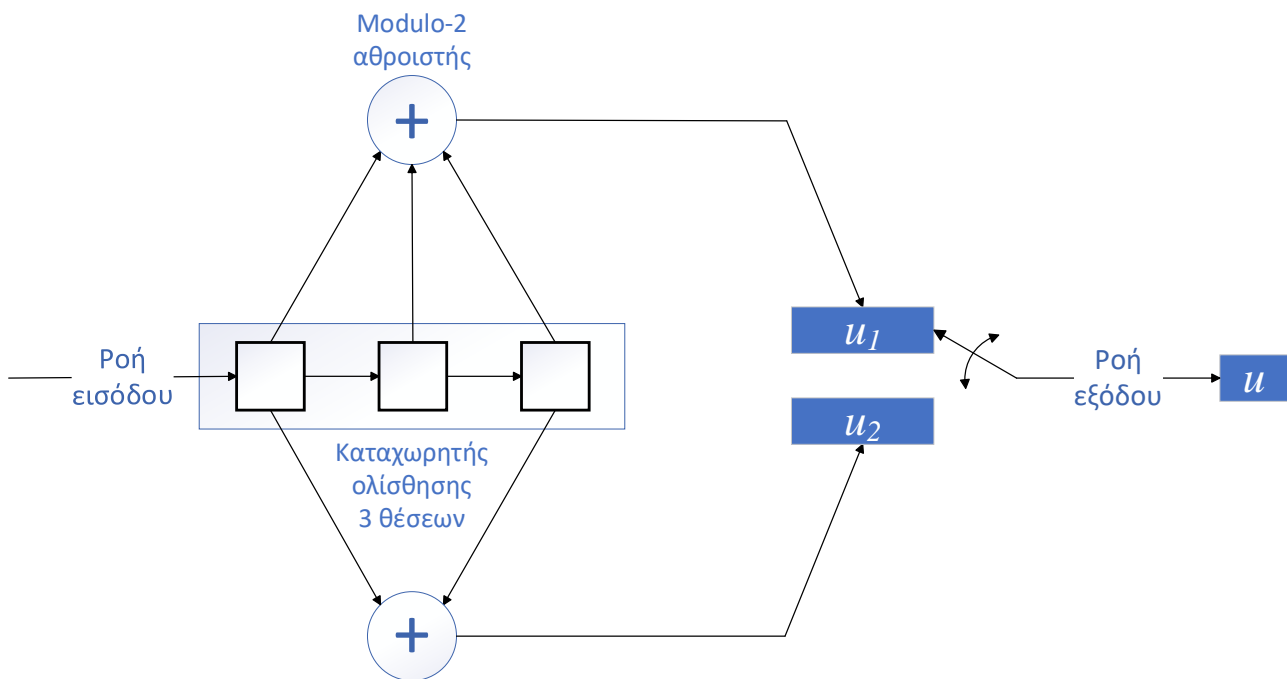 Modulo-2
αθροιστής
+
Ροή
εισόδου
u1
u2
Ροή
εξόδου
u
Καταχωρητής
ολίσθησης
3 θέσεων
+